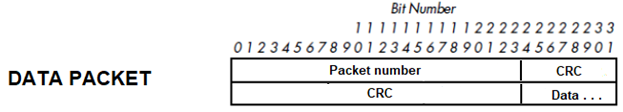 Bit Number
1 1 1 1 1 1 1 1 1 1 2 2 2 2 2 2 2 2 2 2 3 3
0 1 2 3 4 5 6 7 8 9 0 1 2 3 4 5 6 7 8 9 0 1 2 3 4 5 6 7 8 9 0 1
DATA PACKET
Packet number CRC
CRC Data . . .